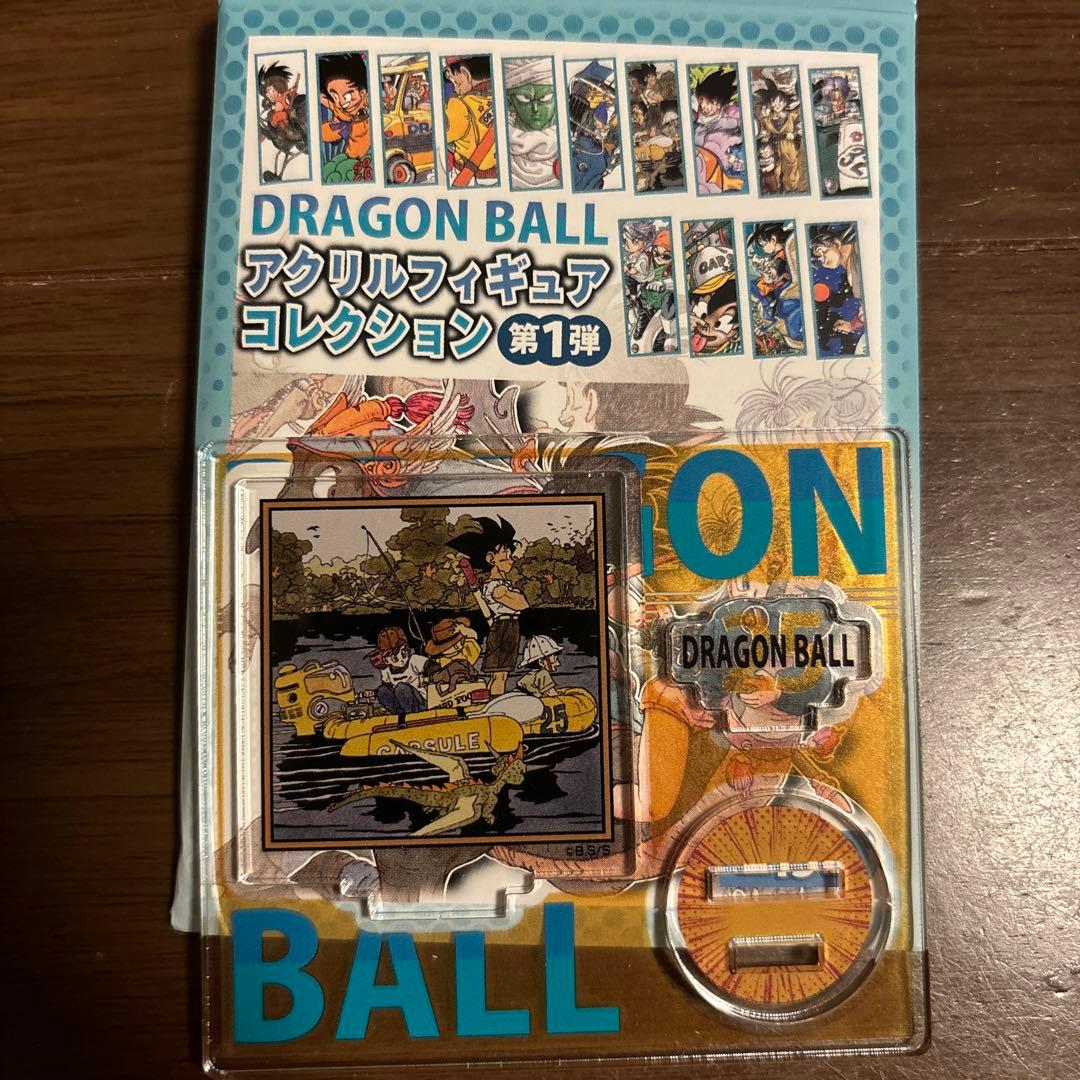 DRAGON BALL
アクリルフィギュア
コレクション 第1弾
ON
DRAGON BALL
25
CAPSULE
©B.S/S
BALL